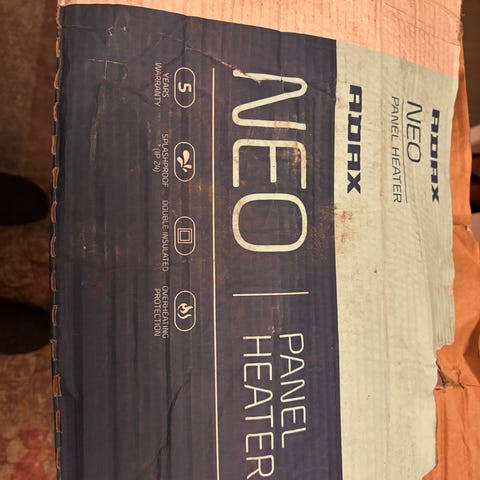 ADAX
NEO
PANEL HEATER
ADAX
NEO
PANEL
HEATER
5
YEARS
WARRANTY
SPLASHPROOF
(IP 24)
DOUBLE INSULATED
OVERHEATING
PROTECTION